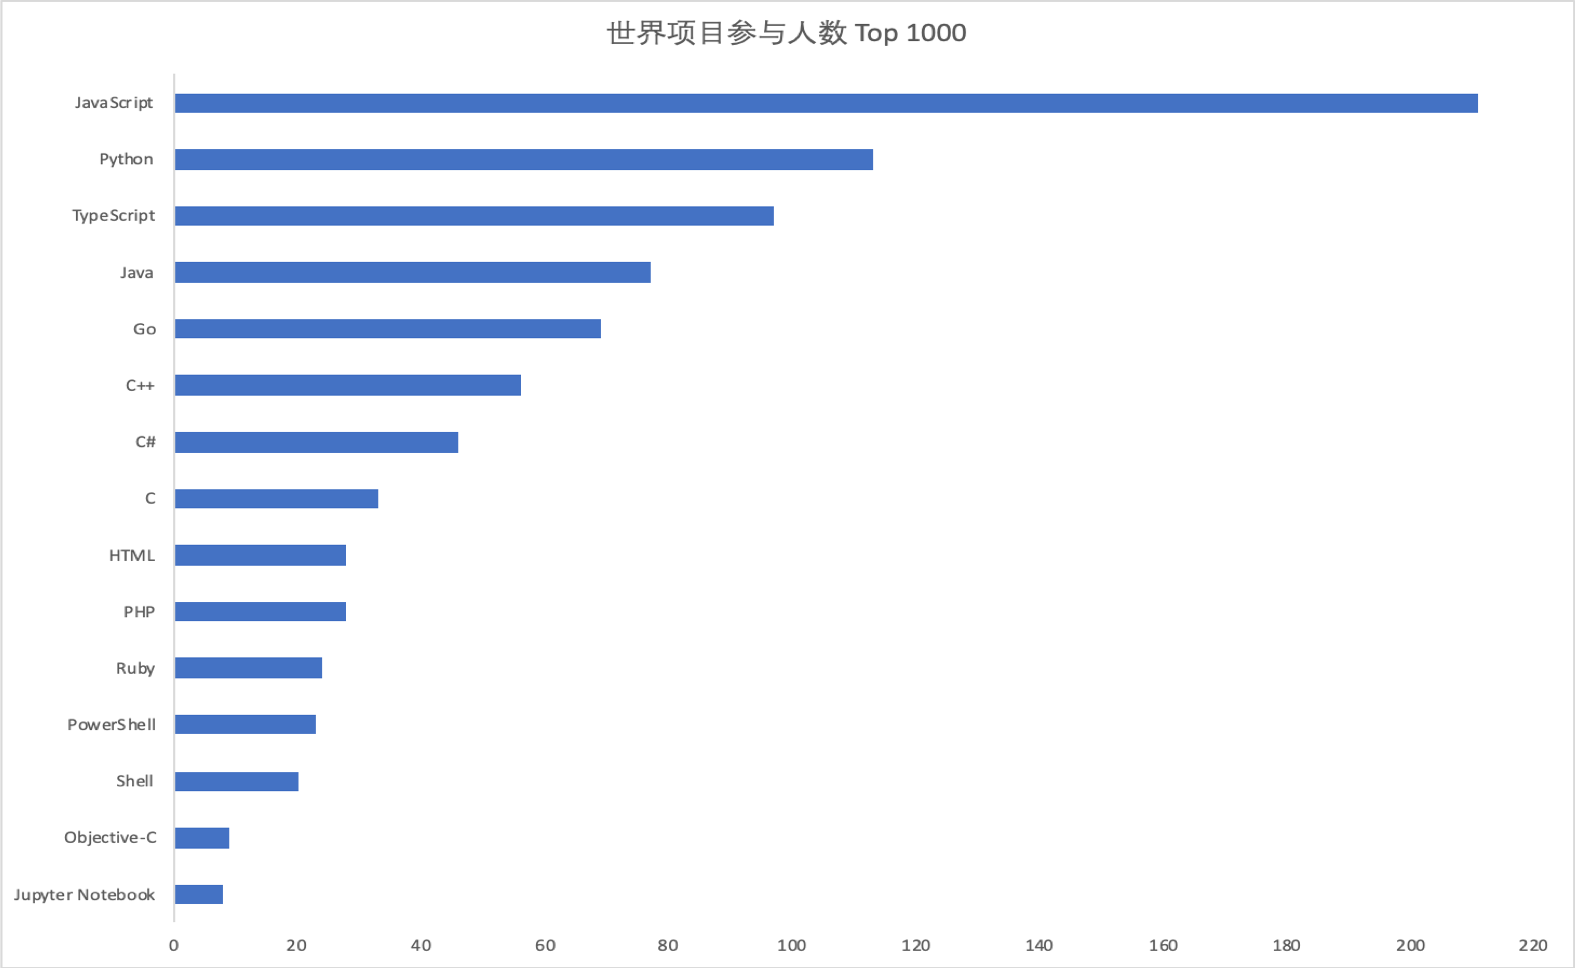 世界项目参与人数 Top 1000
JavaScript
Python
TypeScript
Java
Go
C++
C#
C
HTML
PHP
Ruby
PowerShell
Shell
Objective-C
Jupyter Notebook
0 20 40 60 80 100 120 140 160 180 200 220